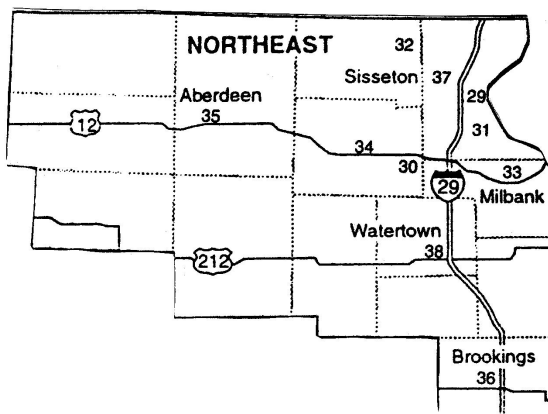 NORTHEAST
32
Sisseton
37
29
Aberdeen
35
12
31
34
30
33
29
Milbank
Watertown
38
212
Brookings
36